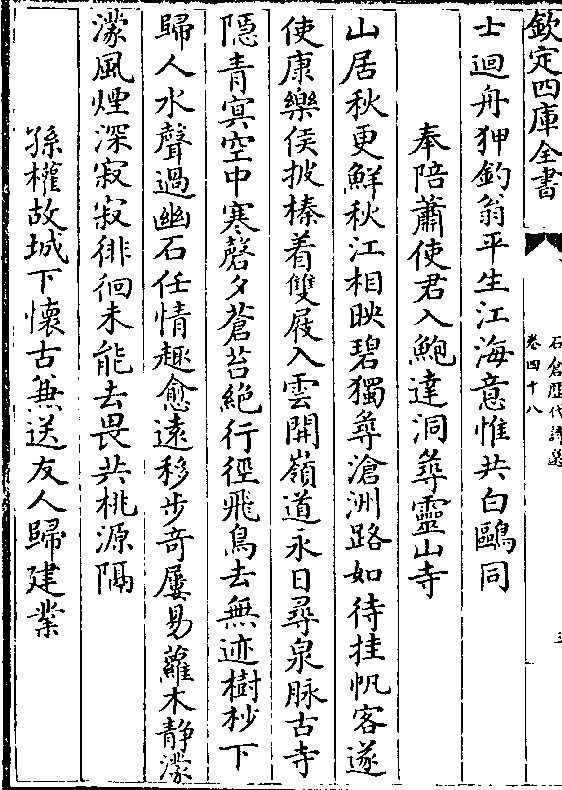 欽定四庫全書
石倉歷代詩選
卷四十八
士迴舟狎釣翁平生江海意惟共白鷗同
奉陪蕭使君入鮑達洞尋靈山寺
山居秋更鮮秋江相映碧獨尋滄洲路如待挂帆客遂
使康樂侯披榛着雙屐入雲開嶺道永日尋泉脉古寺
隱青冥空中寒磬夕蒼苔絶行徑飛鳥去無迹樹杪下
歸人水聲過幽石任情趣愈遠移步奇屢易蘿木静濛
濛風煙深寂寂徘徊未能去畏共桃源隔
孫權故城下懷古兼送友人歸建業